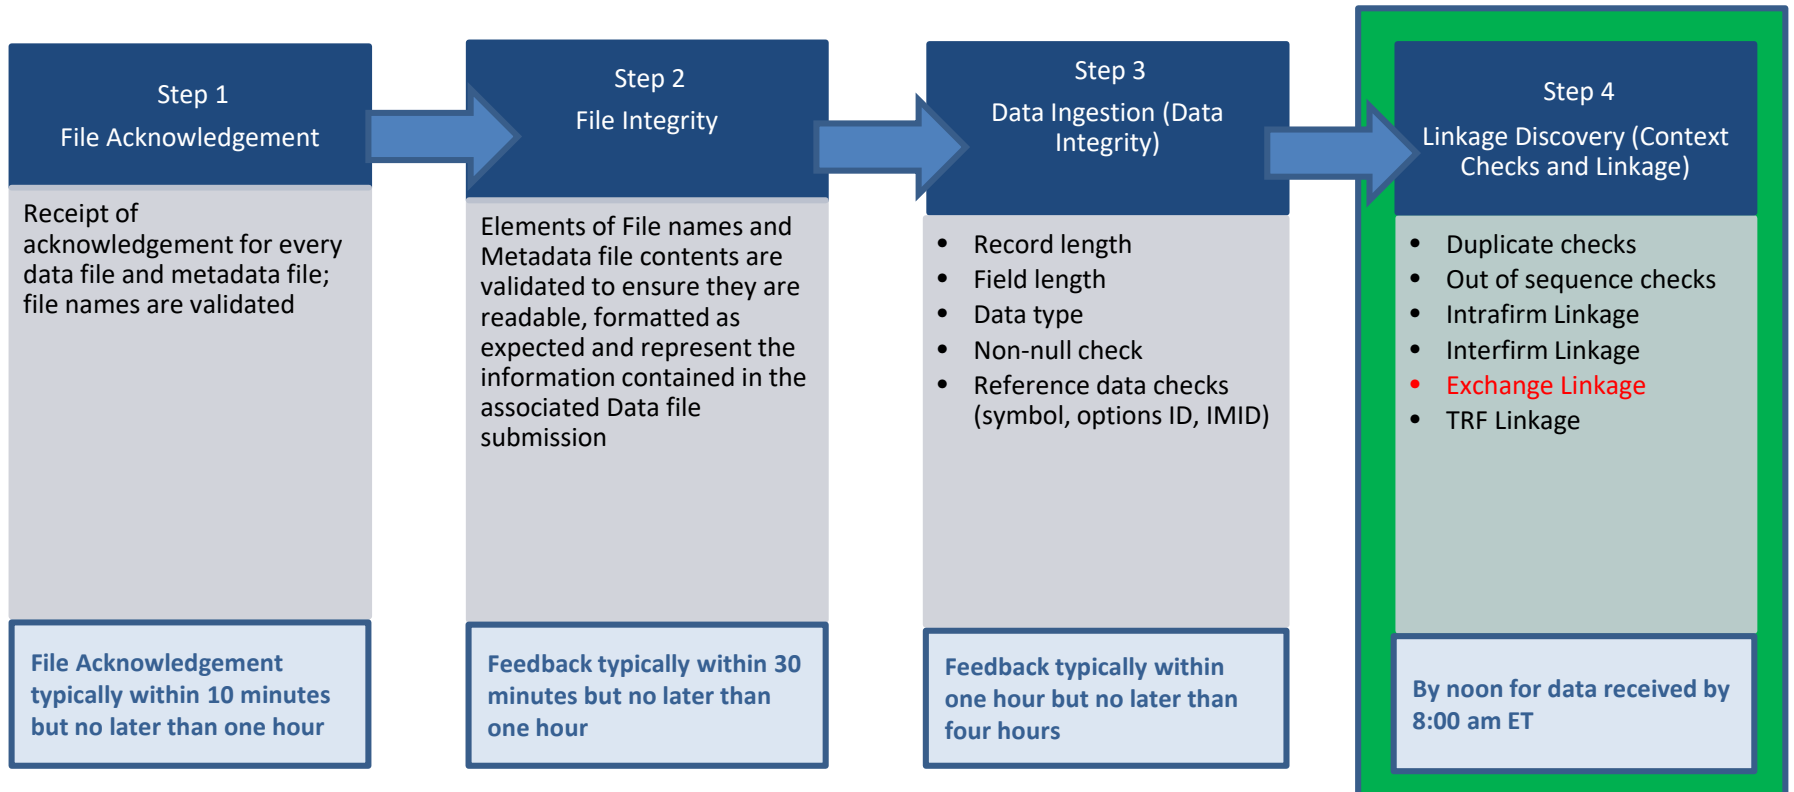 Step 1
File Acknowledgement
Receipt of
acknowledgement for every
data file and metadata file;
file names are validated
File Acknowledgement
typically within 10 minutes
but no later than one hour
Step 2
File Integrity
Elements of File names and
Metadata file contents are
validated to ensure they are
readable, formatted as
expected and represent the
information contained in the
associated Data file
submission
Feedback typically within 30
minutes but no later than
one hour
Step 3
Data Ingestion (Data
Integrity)
• Record length
• Field length
• Data type
• Non-null check
• Reference data checks
(symbol, options ID, IMID)
Feedback typically within
one hour but no later than
four hours
Step 4
Linkage Discovery (Context
Checks and Linkage)
• Duplicate checks
• Out of sequence checks
• Intrafirm Linkage
• Interfirm Linkage
• Exchange Linkage
• TRF Linkage
By noon for data received by
8:00 am ET